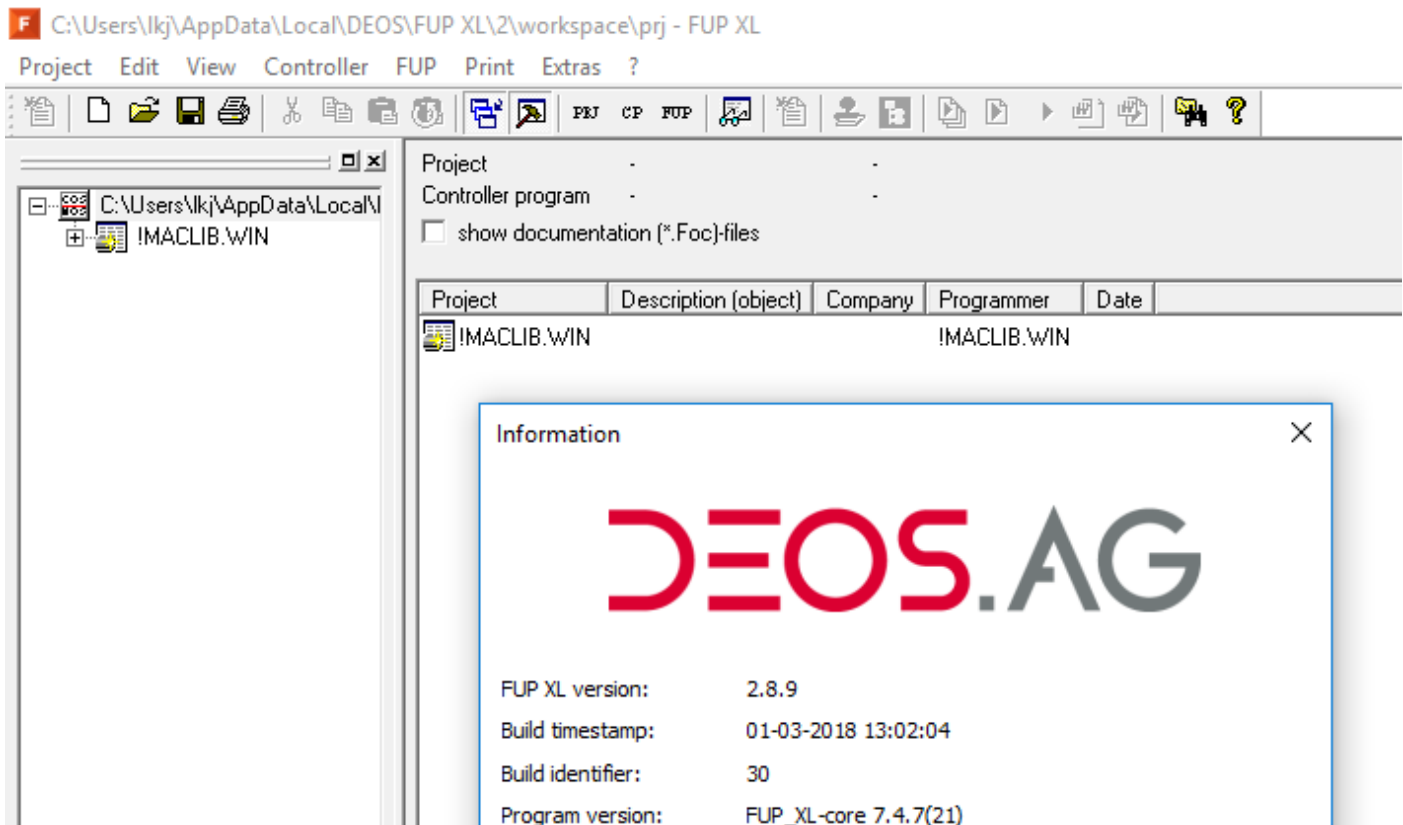 C:\Users\lkj\AppData\Local\DEOS\FUP XL\2\workspace\prj - FUP XL
Project Edit View Controller FUP Print Extras ?
PRJ CP FUP
Project - -
C:\Users\lkj\AppData\Local\
Controller program - -
!MACLIB.WIN
show documentation (*.Foc)-files
Project Description (object) Company Programmer Date
!MACLIB.WIN !MACLIB.WIN
Information
DEOS.AG
FUP XL version: 2.8.9
Build timestamp: 01-03-2018 13:02:04
Build identifier: 30
Program version: FUP_XL-core 7.4.7(21)